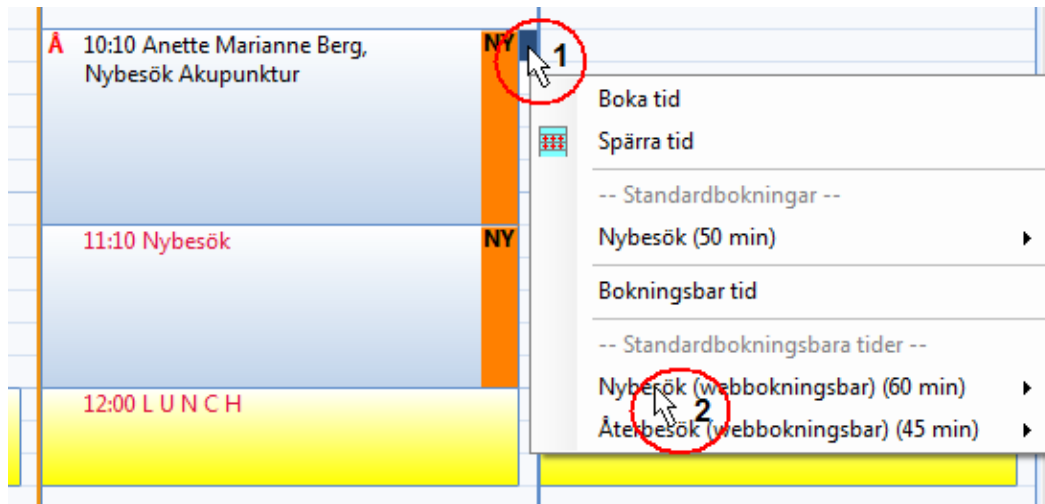 Å 10:10 Anette Marianne Berg, NY
Nybesök Akupunktur
11:10 Nybesök NY
12:00 L U N C H
1
Boka tid
Spärra tid
-- Standardbokningar --
Nybesök (50 min)
Bokningsbar tid
-- Standardbokningsbara tider --
Nybesök (webbokningsbar) (60 min)
2
Återbesök (webbokningsbar) (45 min)